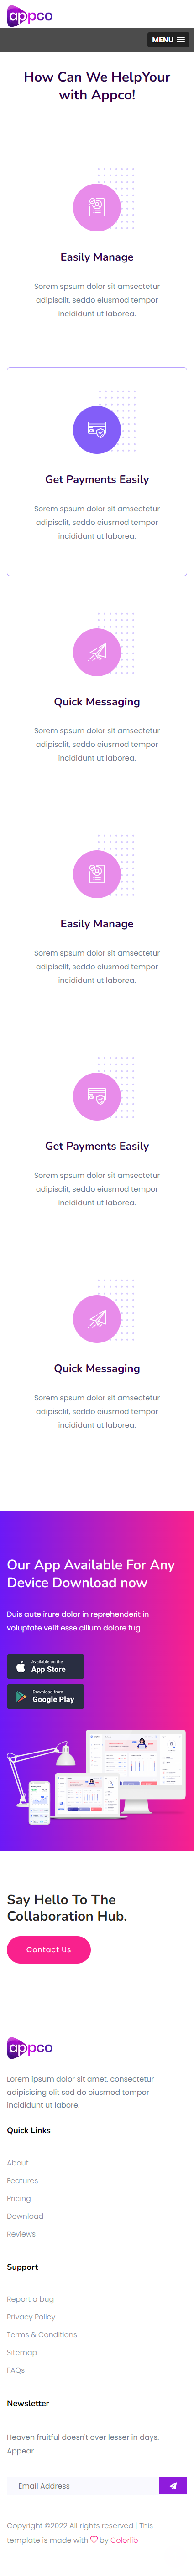 appco
MENU
How Can We HelpYour
with Appco!
Easily Manage
Sorem spsum dolor sit amsectetur
adipisclit, seddo eiusmod tempor
incididunt ut laborea.
Get Payments Easily
Sorem spsum dolor sit amsectetur
adipisclit, seddo eiusmod tempor
incididunt ut laborea.
Quick Messaging
Sorem spsum dolor sit amsectetur
adipisclit, seddo eiusmod tempor
incididunt ut laborea.
Easily Manage
Sorem spsum dolor sit amsectetur
adipisclit, seddo eiusmod tempor
incididunt ut laborea.
Get Payments Easily
Sorem spsum dolor sit amsectetur
adipisclit, seddo eiusmod tempor
incididunt ut laborea.
Quick Messaging
Sorem spsum dolor sit amsectetur
adipisclit, seddo eiusmod tempor
incididunt ut laborea.
Our App Available For Any
Device Download now
Duis aute irure dolor in reprehenderit in
voluptate velit esse cillum dolore fug.
Available on the
App Store
Download from
Google Play
Say Hello To The
Collaboration Hub.
Contact Us
appco
Lorem ipsum dolor sit amet, consectetur
adipisicing elit sed do eiusmod tempor
incididunt ut labore.
Quick Links
About
Features
Pricing
Download
Reviews
Support
Report a bug
Privacy Policy
Terms & Conditions
Sitemap
FAQs
Newsletter
Heaven fruitful doesn't over lesser in days.
Appear
Email Address
Copyright ©2022 All rights reserved | This
template is made with ♡ by Colorlib